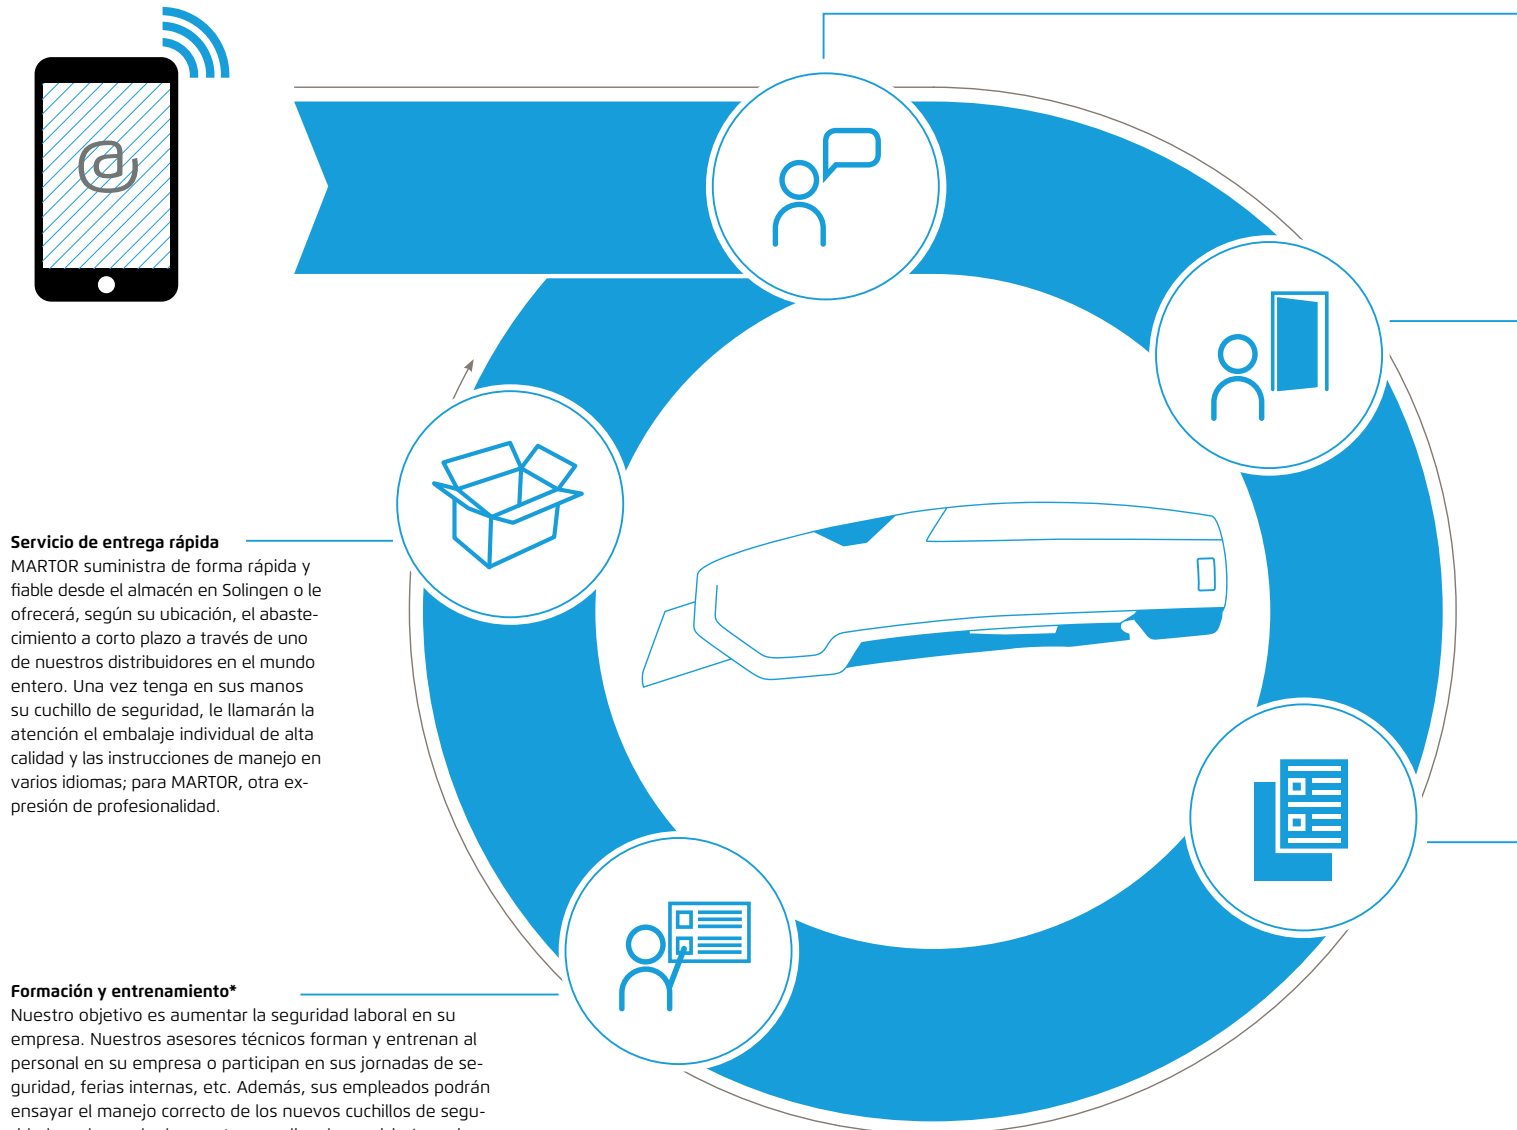 @
Servicio de entrega rápida
MARTOR suministra de forma rápida y
fiable desde el almacén en Solingen o le
ofrecerá, según su ubicación, el abaste-
cimiento a corto plazo a través de uno
de nuestros distribuidores en el mundo
entero. Una vez tenga en sus manos
su cuchillo de seguridad, le llamarán la
atención el embalaje individual de alta
calidad y las instrucciones de manejo en
varios idiomas; para MARTOR, otra ex-
presión de profesionalidad.
Formación y entrenamiento*
Nuestro objetivo es aumentar la seguridad laboral en su
empresa. Nuestros asesores técnicos forman y entrenan al
personal en su empresa o participan en sus jornadas de se-
guridad, ferias internas, etc. Además, sus empleados podrán
ensayar el manejo correcto de los nuevos cuchillos de segu-